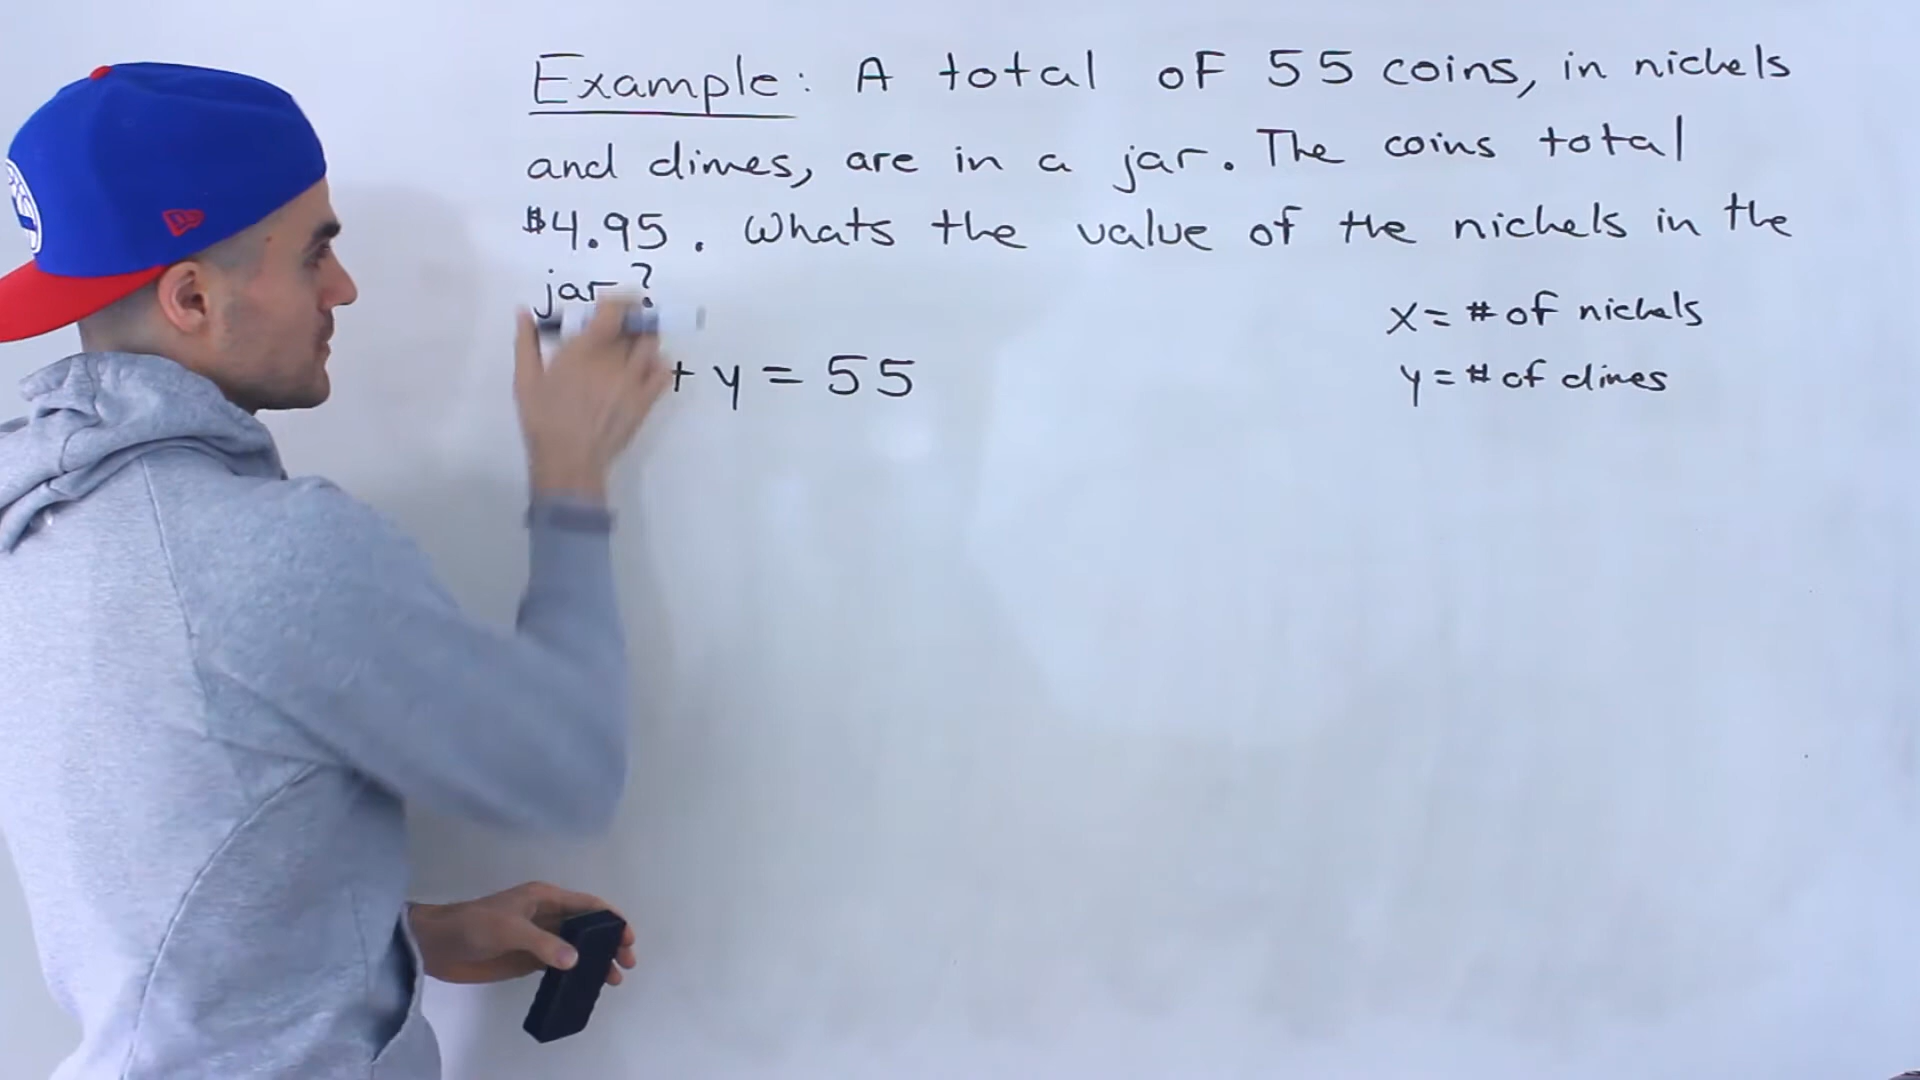 Example: A total of 55 coins, in nickels
and dimes, are in a jar. The coins total
$4.95. Whats the value of the nickels in the
jar?
x = # of nickels
+ y = 55
y = # of dimes